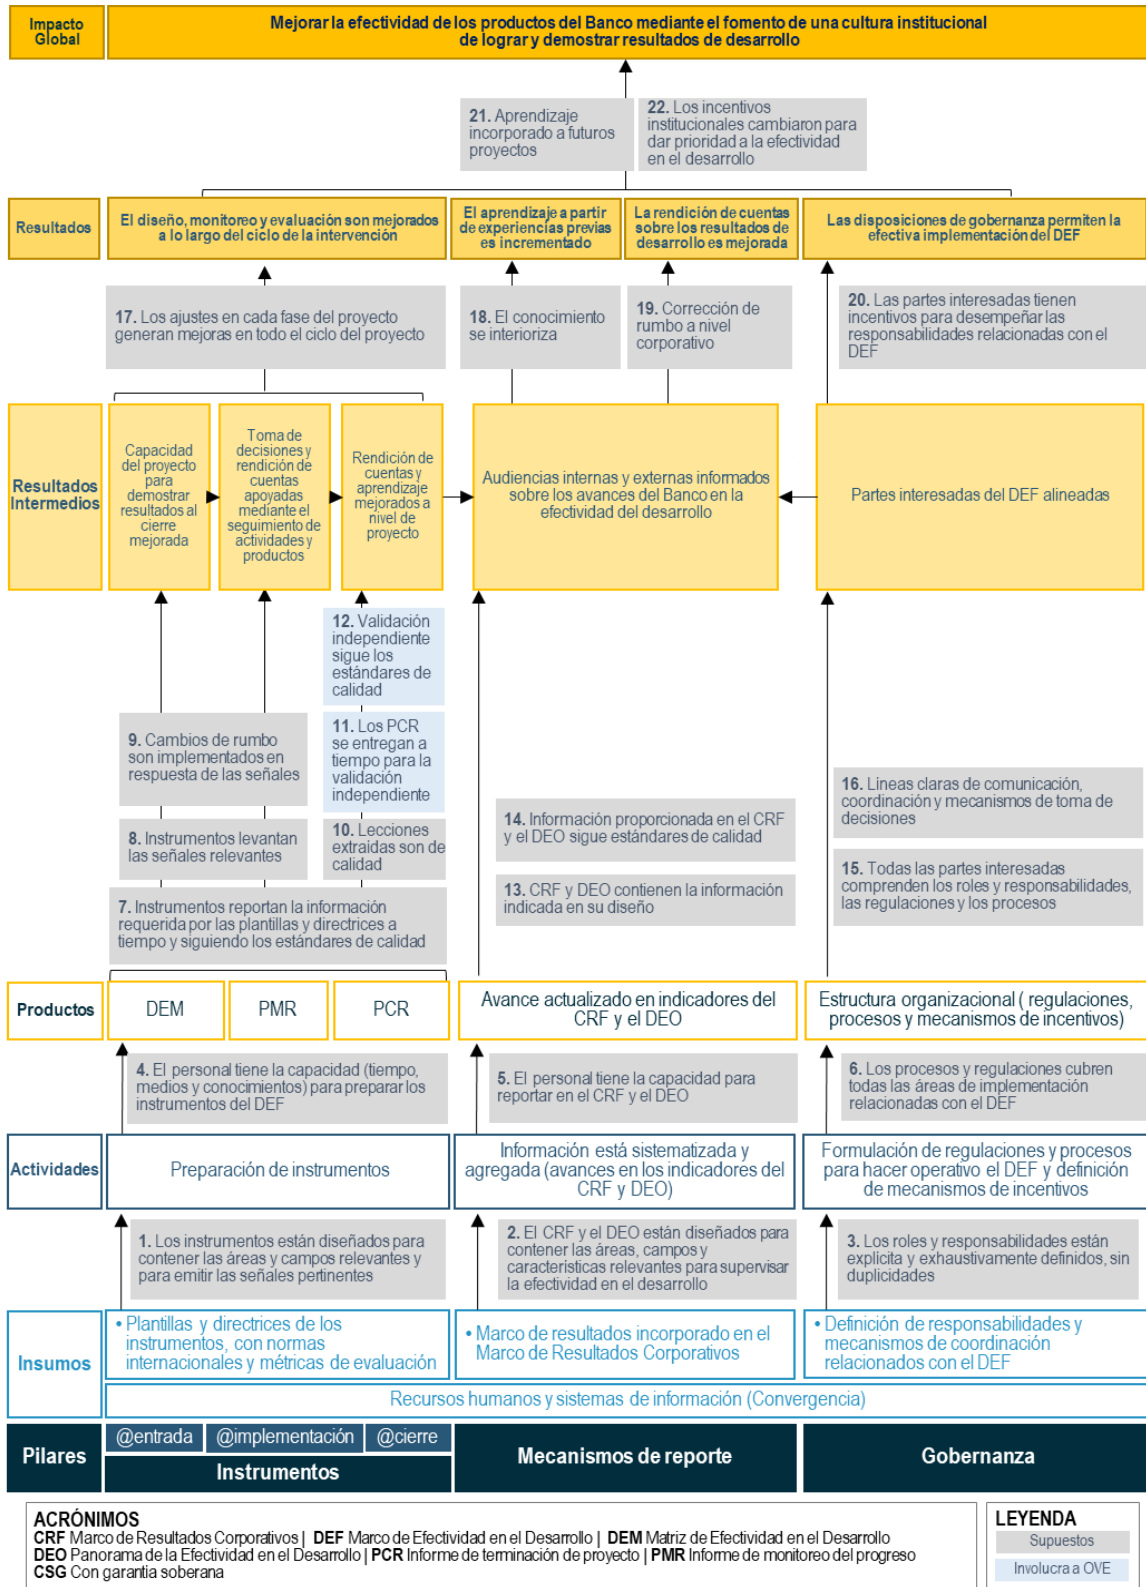 Impacto
Global
Mejorar la efectividad de los productos del Banco mediante el fomento de una cultura institucional
de lograr y demostrar resultados de desarrollo
21. Aprendizaje
incorporado a futuros
proyectos
22. Los incentivos
institucionales cambiaron para
dar prioridad a la efectividad
en el desarrollo
Resultados
El diseño, monitoreo y evaluación son mejorados
a lo largo del ciclo de la intervención
El aprendizaje a partir
de experiencias previas
es incrementado
La rendición de cuentas
sobre los resultados de
desarrollo es mejorada
Las disposiciones de gobernanza permiten la
efectiva implementación del DEF
17. Los ajustes en cada fase del proyecto
generan mejoras en todo el ciclo del proyecto
18. El conocimiento
se interioriza
19. Corrección de
rumbo a nivel
corporativo
20. Las partes interesadas tienen
incentivos para desempeñar las
responsabilidades relacionadas con el
DEF
Resultados
Intermedios
Capacidad
del proyecto
para
demostrar
resultados al
cierre
mejorada
Toma de
decisiones y
rendición de
cuentas
apoyadas
mediante el
seguimiento de
actividades y
productos
Rendición de
cuentas y
aprendizaje
mejorados a
nivel de
proyecto
Audiencias internas y externas informados
sobre los avances del Banco en la
efectividad del desarrollo
Partes interesadas del DEF alineadas
12. Validación
independiente
sigue los
estándares de
calidad
11. Los PCR
se entregan a
tiempo para la
validación
independiente
10. Lecciones
extraidas son de
calidad
9. Cambios de rumbo
son implementados en
respuesta de las señales
8. Instrumentos levantan
las señales relevantes
7. Instrumentos reportan la información
requerida por las plantillas y directrices a
tiempo y siguiendo los estándares de calidad
14. Información proporcionada en el CRF
y el DEO sigue estándares de calidad
13. CRF y DEO contienen la información
indicada en su diseño
16. Lineas claras de comunicación,
coordinación y mecanismos de toma de
decisiones
15. Todas las partes interesadas
comprenden los roles y responsabilidades,
las regulaciones y los procesos
Productos
DEM
PMR
PCR
Avance actualizado en indicadores del
CRF y el DEO
Estructura organizacional ( regulaciones,
procesos y mecanismos de incentivos)
4. El personal tiene la capacidad (tiempo,
medios y conocimientos) para preparar los
instrumentos del DEF
5. El personal tiene la capacidad para
reportar en el CRF y el DEO
6. Los procesos y regulaciones cubren
todas las áreas de implementación
relacionadas con el DEF
Actividades
Preparación de instrumentos
Información está sistematizada y
agregada (avances en los indicadores del
CRF y DEO)
Formulación de regulaciones y procesos
para hacer operativo el DEF y definición
de mecanismos de incentivos
1. Los instrumentos están diseñados para
contener las áreas y campos relevantes y
para emitir las señales pertinentes
2. El CRF y el DEO están diseñados para
contener las áreas, campos y
características relevantes para supervisar
la efectividad en el desarrollo
3. Los roles y responsabilidades están
explicita y exhaustivamente definidos, sin
duplicidades
Insumos
• Plantillas y directrices de los
instrumentos, con normas
internacionales y métricas de evaluación
• Marco de resultados incorporado en el
Marco de Resultados Corporativos
• Definición de responsabilidades y
mecanismos de coordinación
relacionados con el DEF
Recursos humanos y sistemas de información (Convergencia)
Pilares
@entrada
@implementación
@cierre
Instrumentos
Mecanismos de reporte
Gobernanza
ACRÓNIMOS
CRF Marco de Resultados Corporativos | DEF Marco de Efectividad en el Desarrollo | DEM Matriz de Efectividad en el Desarrollo
DEO Panorama de la Efectividad en el Desarrollo | PCR Informe de terminación de proyecto | PMR Informe de monitoreo del progreso
CSG Con garantia soberana
LEYENDA
Supuestos
Involucra a OVE